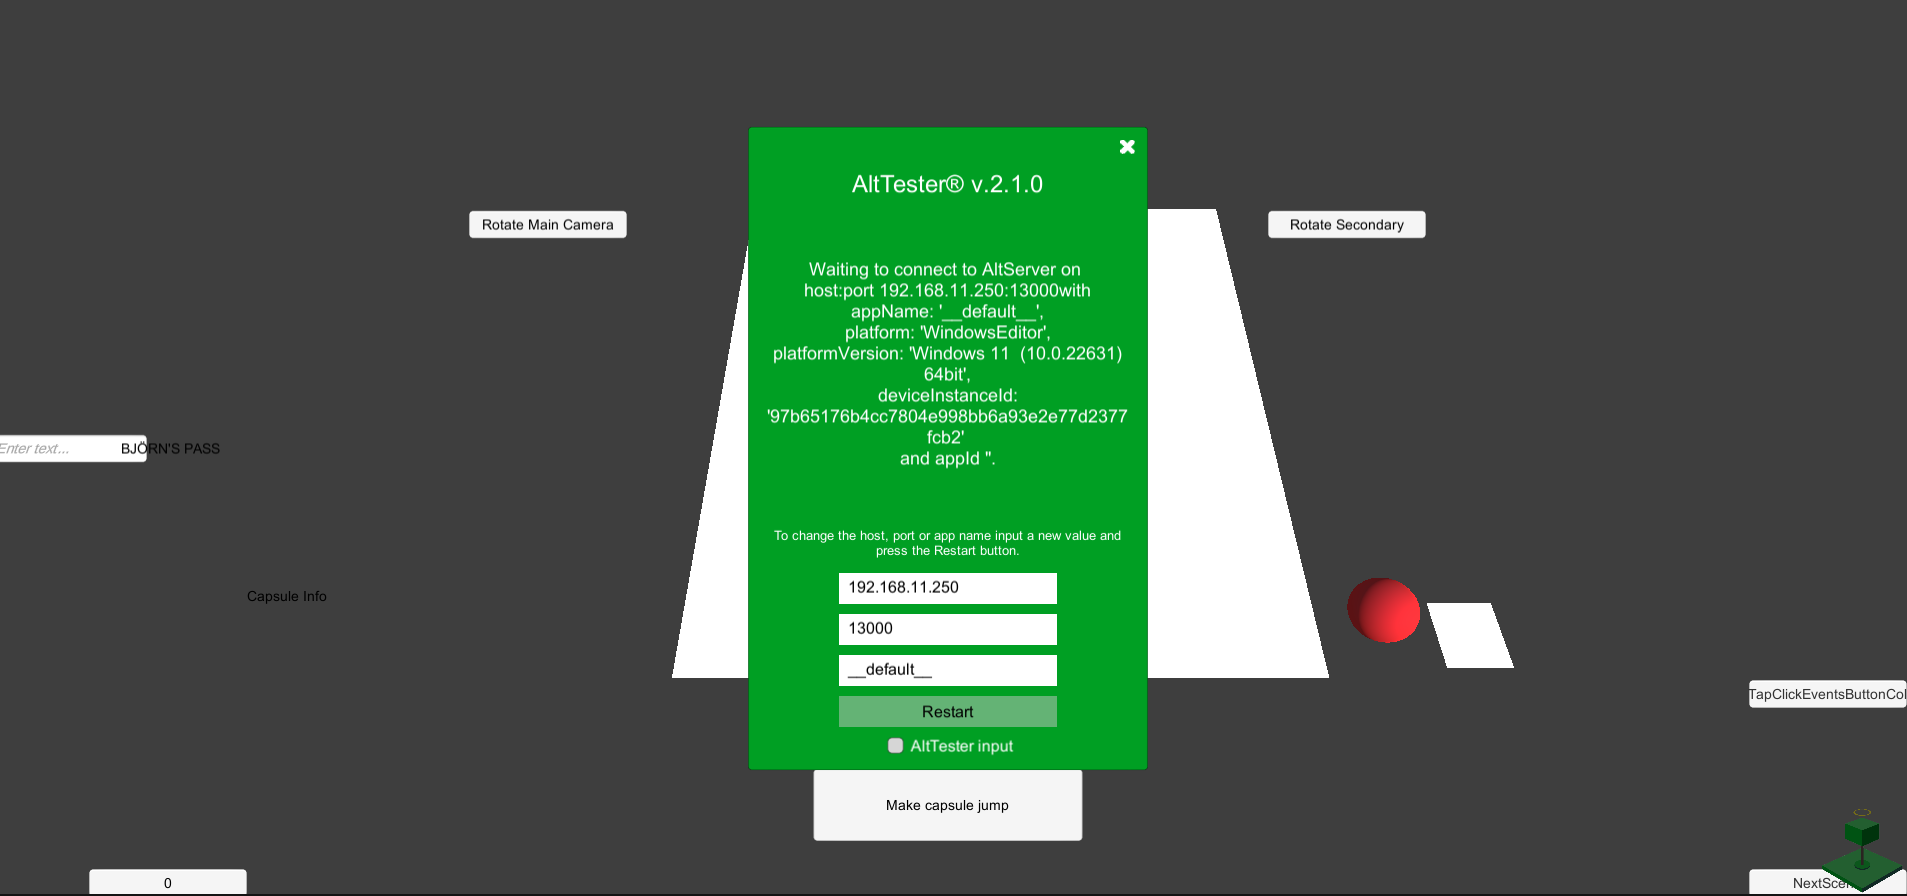 AltTester® v.2.1.0
Rotate Main Camera
Rotate Secondary
Waiting to connect to AltServer on
host:port 192.168.11.250:13000with
appName: '__default__',
platform: 'WindowsEditor',
platformVersion: 'Windows 11  (10.0.22631)
64bit',
deviceInstanceId:
'97b65176b4cc7804e998bb6a93e2e77d2377
fcb2'
and appId ''.
Enter text...
BJÖRN'S PASS
To change the host, port or app name input a new value and
press the Restart button.
192.168.11.250
Capsule Info
13000
__default__
TapClickEventsButtonCol
Restart
AltTester input
Make capsule jump
0
NextScen